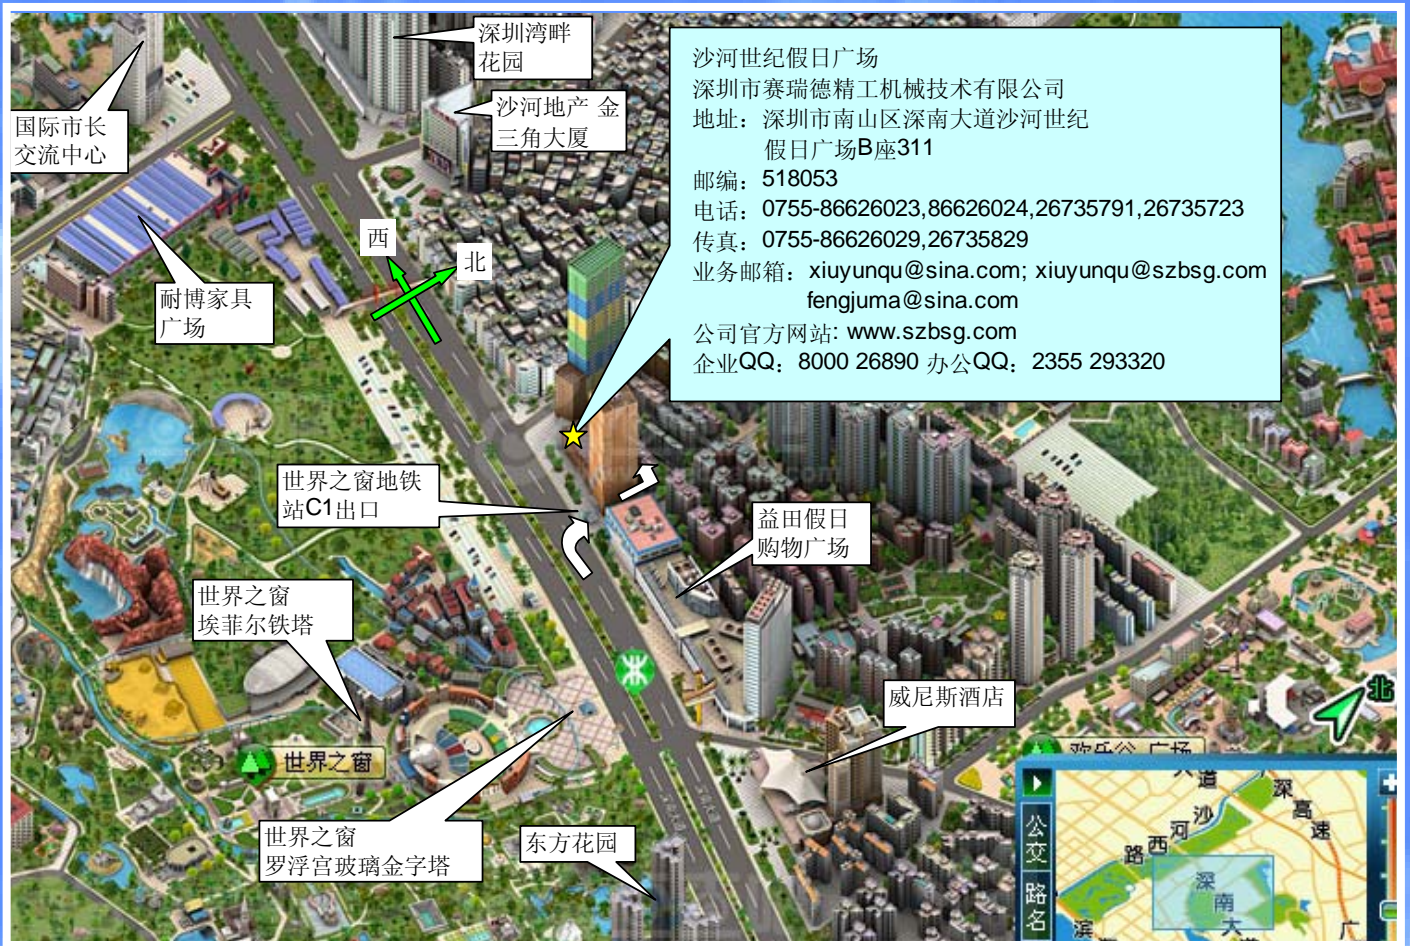 深圳湾畔
花园
沙河地产 金
三角大厦
国际市长
交流中心
西
北
耐博家具
广场
沙河世纪假日广场
深圳市赛瑞德精工机械技术有限公司
地址：深圳市南山区深南大道沙河世纪
假日广场B座311
邮编：518053
电话：0755-86626023,86626024,26735791,26735723
传真：0755-86626029,26735829
业务邮箱：xiuyunqu@sina.com; xiuyunqu@szbsg.com
fengjuma@sina.com
公司官方网站: www.szbsg.com
企业QQ：8000 26890 办公QQ：2355 293320
世界之窗地铁
站C1出口
益田假日
购物广场
世界之窗
埃菲尔铁塔
威尼斯酒店
北
世界之窗
欢乐谷 广场
世界之窗
罗浮宫玻璃金字塔
东方花园
公交
路名
大道
沙
河
西
路
深
高
速
深
南
大
道
滨
广